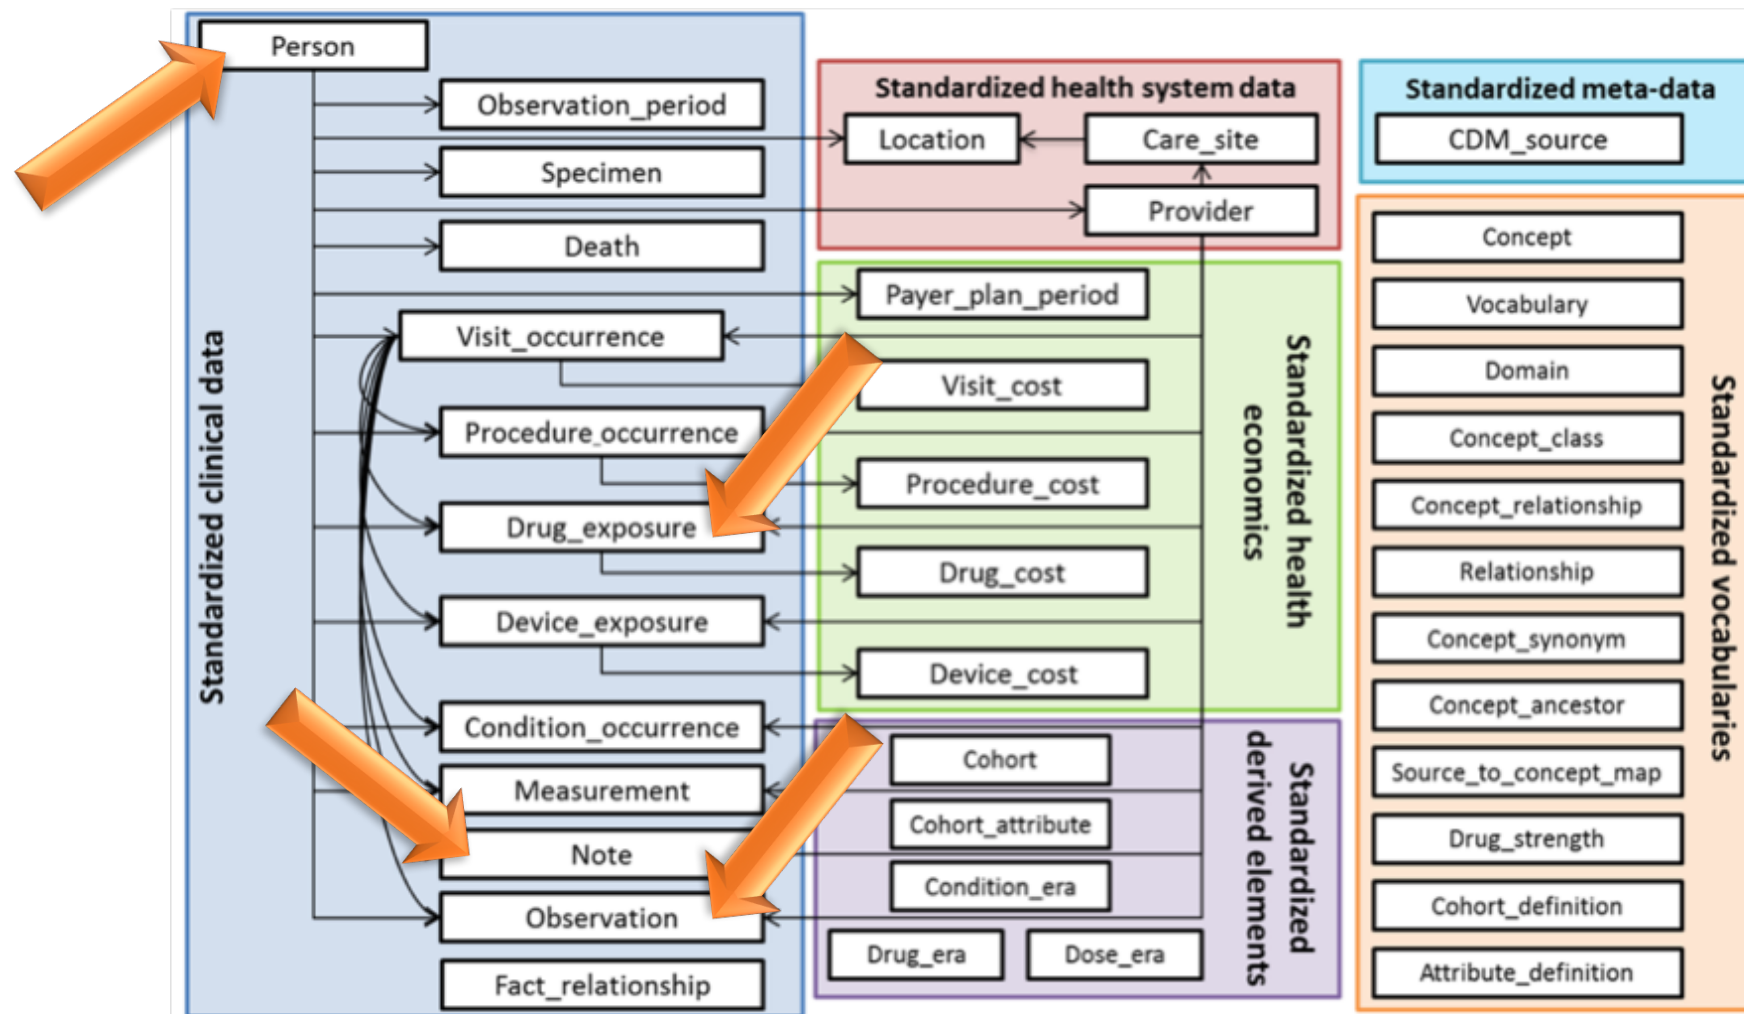 Person
Observation_period
Specimen
Death
Visit_occurrence
Procedure_occurrence
Drug_exposure
Device_exposure
Condition_occurrence
Measurement
Note
Observation
Fact_relationship
Standardized clinical data
Standardized health system data
Location
Care_site
Provider
Payer_plan_period
Visit_cost
Procedure_cost
Drug_cost
Device_cost
Standardized health
economics
Cohort
Cohort_attribute
Condition_era
Drug_era
Dose_era
Standardized
derived elements
Standardized meta-data
CDM_source
Concept
Vocabulary
Domain
Concept_class
Concept_relationship
Relationship
Concept_synonym
Concept_ancestor
Source_to_concept_map
Drug_strength
Cohort_definition
Attribute_definition
Standardized vocabularies